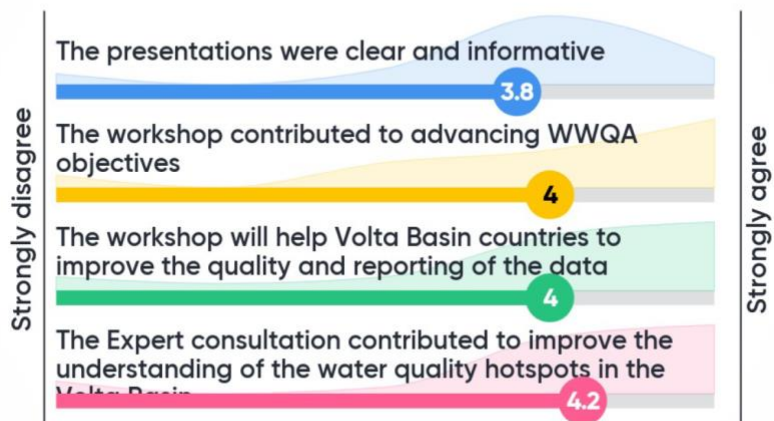 Strongly disagree
The presentations were clear and informative
3.8
The workshop contributed to advancing WWQA
objectives
4
The workshop will help Volta Basin countries to
improve the quality and reporting of the data
4
The Expert consultation contributed to improve the
understanding of the water quality hotspots in the
Volta Basin
4.2
Strongly agree